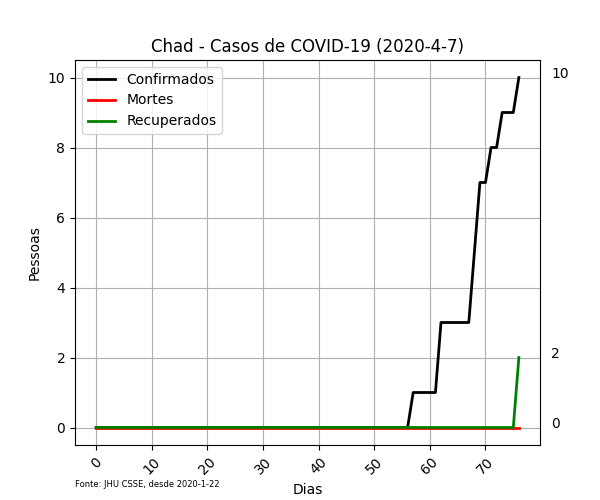 Chad - Casos de COVID-19 (2020-4-7)
Confirmados
Mortes
Recuperados
10
8
6
4
2
0
10
2
0
Pessoas
0 10 20 30 40 50 60 70
Dias
Fonte: JHU CSSE, desde 2020-1-22